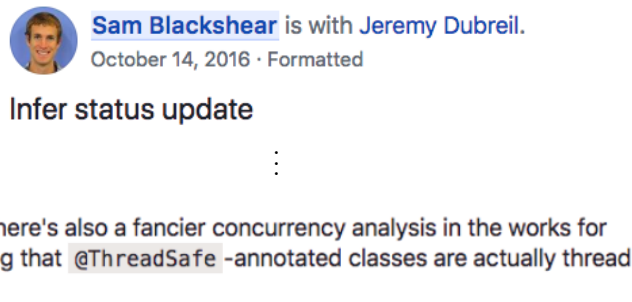 Sam Blackshear is with Jeremy Dubreil.
October 14, 2016 · Formatted
Infer status update
⋮
here's also a fancier concurrency analysis in the works for
g that @ThreadSafe -annotated classes are actually thread